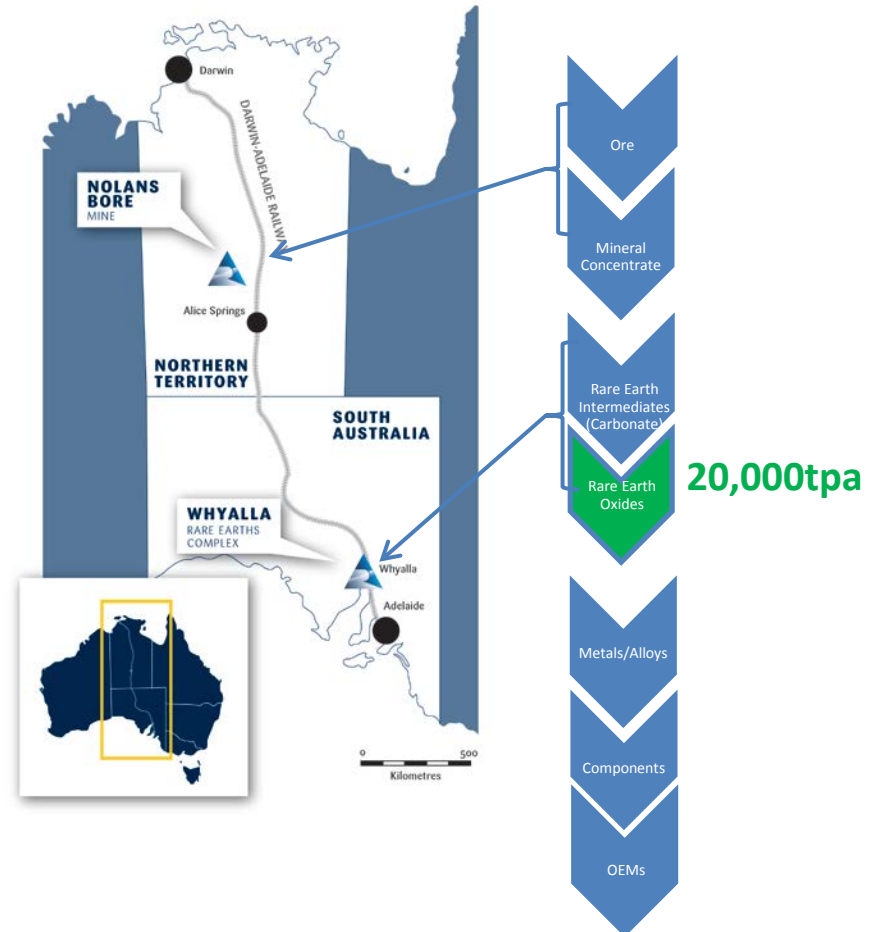 Darwin
DARWIN-ADELAIDE RAILWAY
NOLANS
BORE
MINE
Alice Springs
NORTHERN
TERRITORY
SOUTH
AUSTRALIA
WHYALLA
RARE EARTHS
COMPLEX
Whyalla
Adelaide
0 500
Kilometres
Ore
Mineral
Concentrate
Rare Earth
Intermediates
(Carbonate)
Rare Earth
Oxides
20,000tpa
Metals/Alloys
Components
OEMs